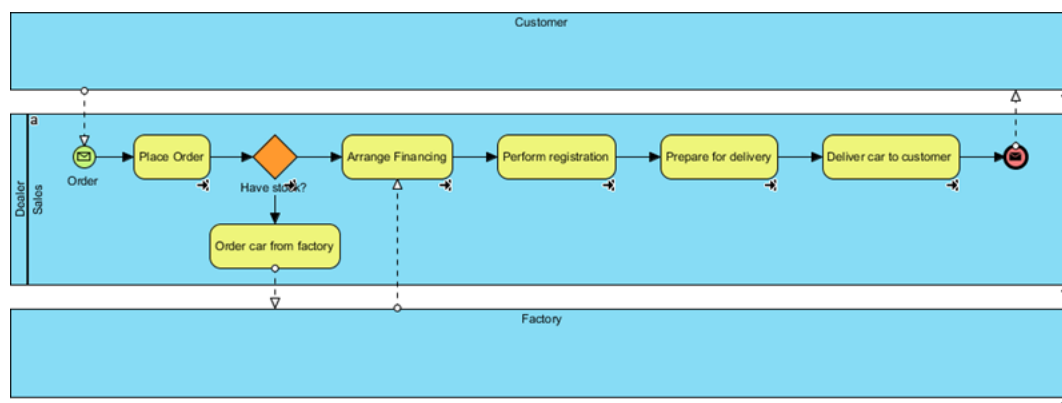 Customer
a
Dealer
Sales
Order
Place Order
Have stock?
Arrange Financing
Perform registration
Prepare for delivery
Deliver car to customer
Order car from factory
Factory